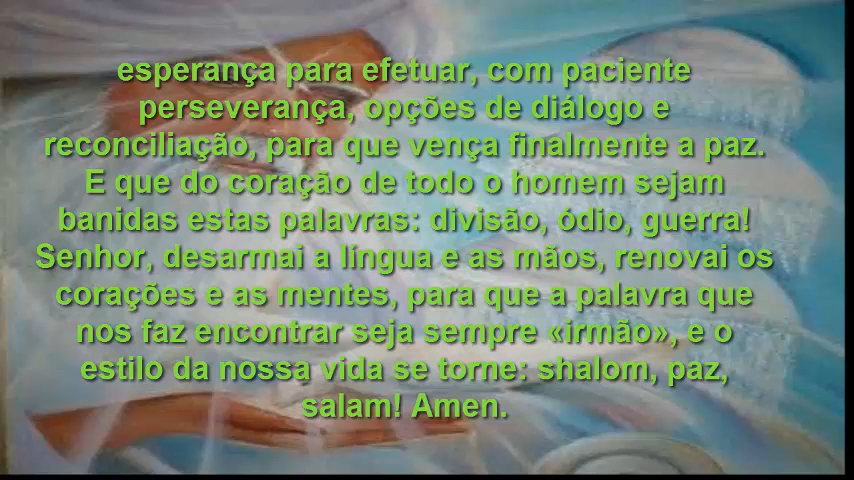 esperança para efetuar, com paciente
perseverança, opções de diálogo e
reconciliação, para que vença finalmente a paz.
E que do coração de todo o homem sejam
banidas estas palavras: divisão, ódio, guerra!
Senhor, desarmai a língua e as mãos, renovai os
corações e as mentes, para que a palavra que
nos faz encontrar seja sempre «irmão», e o
estilo da nossa vida se torne: shalom, paz,
salam! Amen.